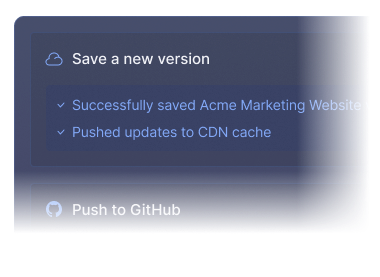 Save a new version
Successfully saved Acme Marketing Website
Pushed updates to CDN cache
Push to GitHub